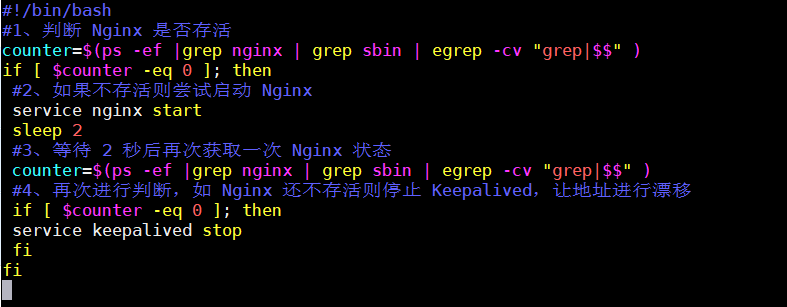 #!/bin/bash
#1、判断 Nginx 是否存活
counter=$(ps -ef |grep nginx | grep sbin | egrep -cv "grep|$$" )
if [ $counter -eq 0 ]; then
 #2、如果不存活则尝试启动 Nginx
 service nginx start
 sleep 2
 #3、等待 2 秒后再次获取一次 Nginx 状态
 counter=$(ps -ef |grep nginx | grep sbin | egrep -cv "grep|$$" )
 #4、再次进行判断，如 Nginx 还不存活则停止 Keepalived，让地址进行漂移
 if [ $counter -eq 0 ]; then
 service keepalived stop
 fi
fi